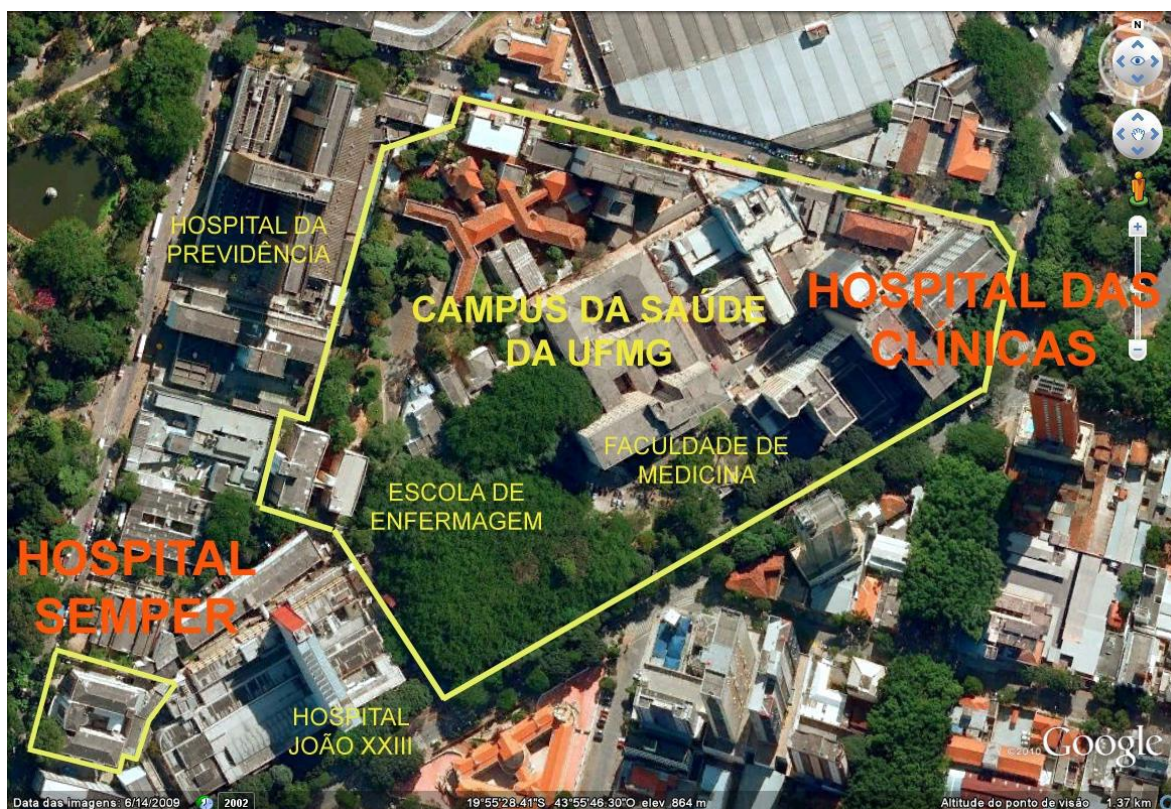 N
HOSPITAL DA
PREVIDÊNCIA
CAMPUS DA SAÚDE
DA UFMG
HOSPITAL DAS
CLÍNICAS
FACULDADE DE
MEDICINA
ESCOLA DE
ENFERMAGEM
HOSPITAL
SEMPER
HOSPITAL
JOÃO XXIII
©2010 Google
Data das imagens: 6/14/2009
2002
19°55'28.41"S 43°55'46.30"O elev. 864 m
Altitude do ponto de visão 1.37 km